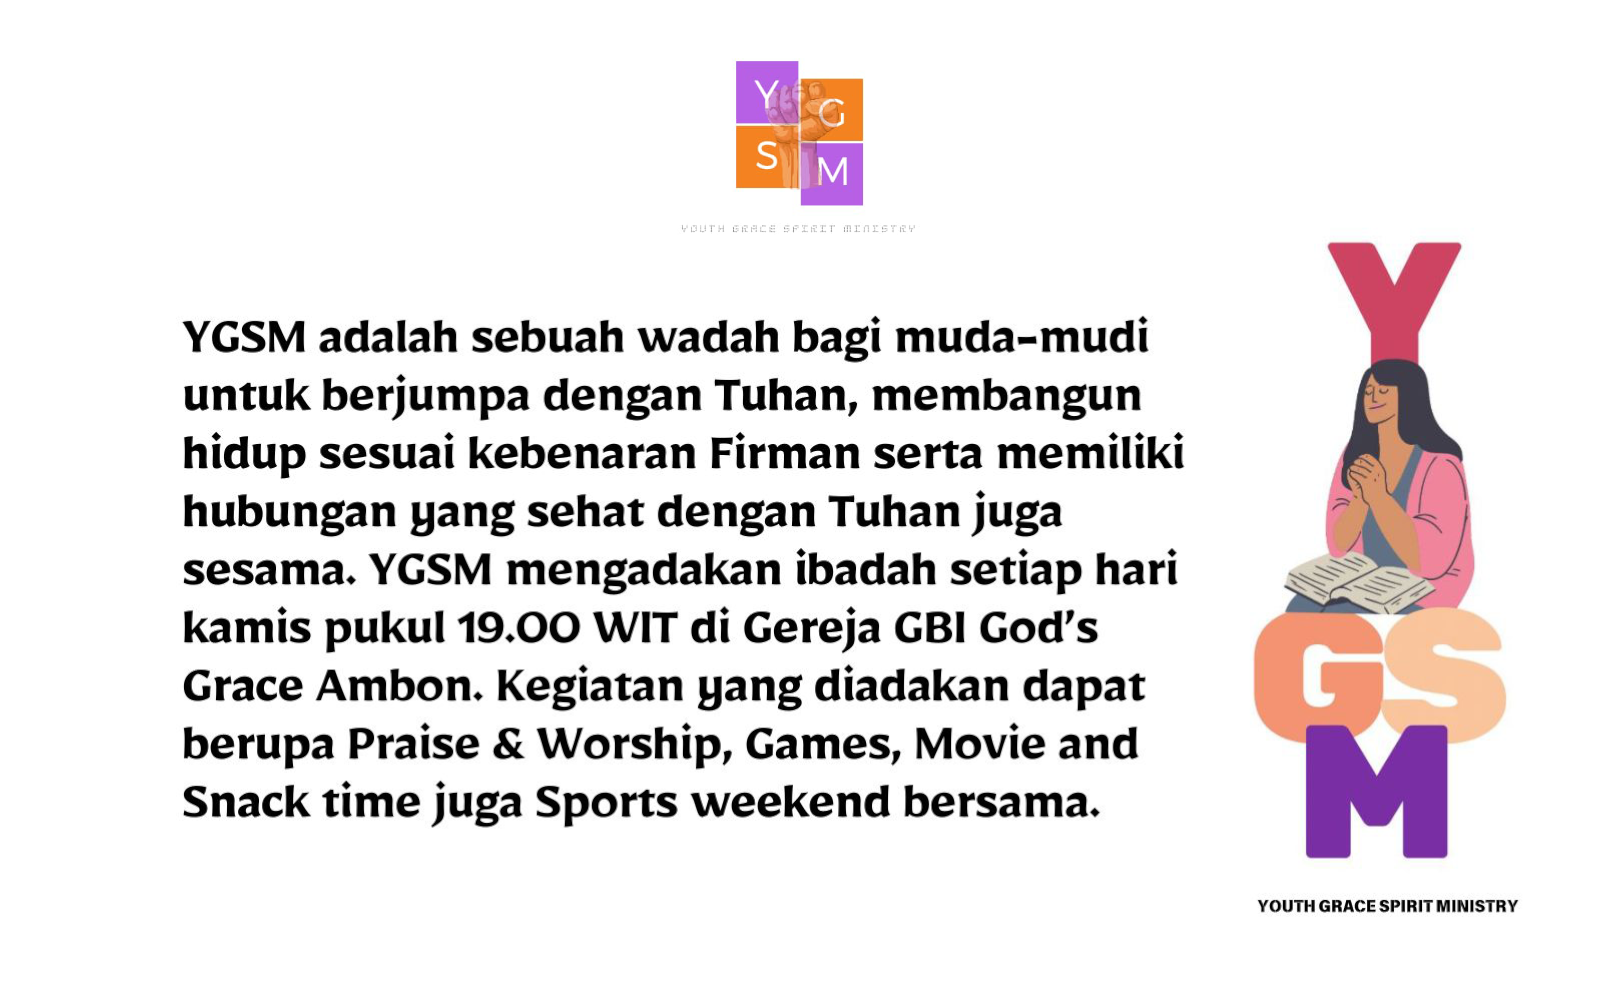 Y G
S M
YOUTH GRACE SPIRIT MINISTRY
YGSM adalah sebuah wadah bagi muda-mudi
untuk berjumpa dengan Tuhan, membangun
hidup sesuai kebenaran Firman serta memiliki
hubungan yang sehat dengan Tuhan juga
sesama. YGSM mengadakan ibadah setiap hari
kamis pukul 19.00 WIT di Gereja GBI God's
Grace Ambon. Kegiatan yang diadakan dapat
berupa Praise & Worship, Games, Movie and
Snack time juga Sports weekend bersama.
Y
GS
M
YOUTH GRACE SPIRIT MINISTRY